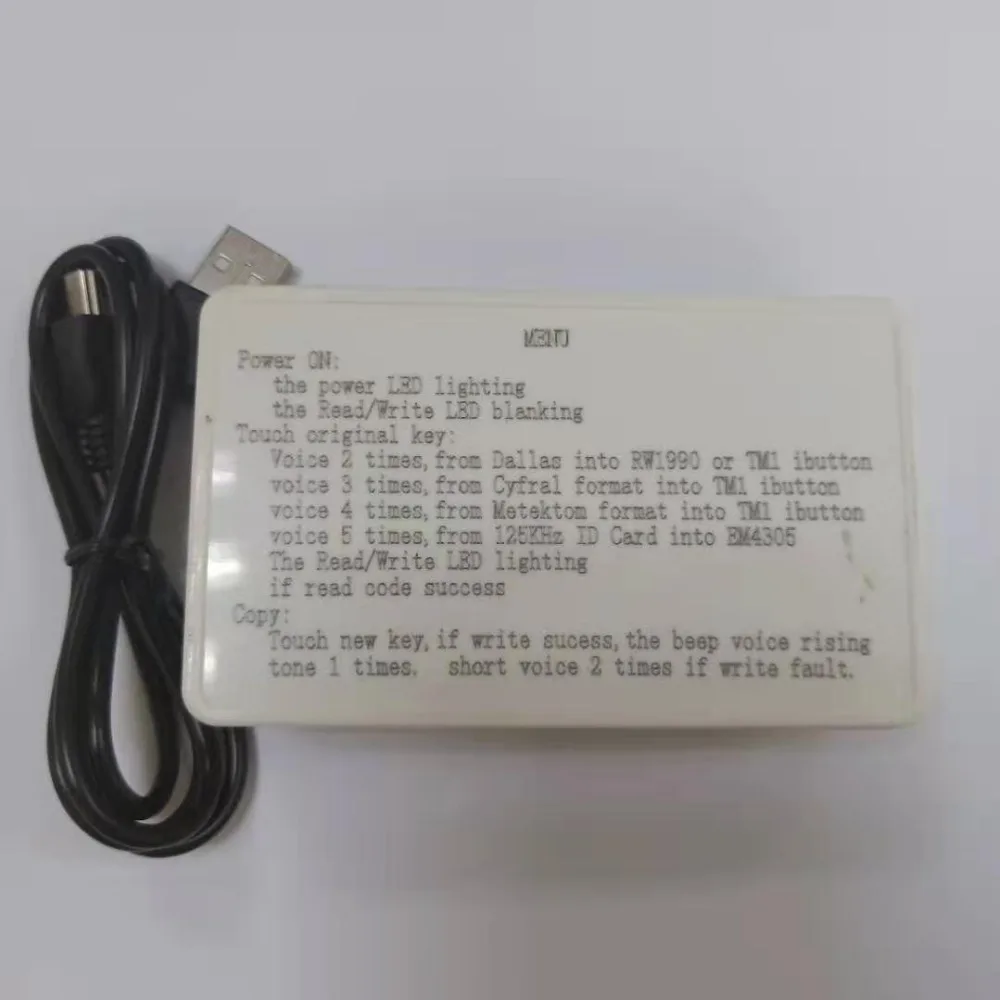 MENU
Power ON:
the power LED lighting
the Read/Write LED blanking
Touch original key:
Voice 2 times, from Dallas into RW1990 or TM1 ibutton
voice 3 times, from Cyfral format into TM1 ibutton
voice 4 times, from Metektom format into TM1 ibutton
voice 5 times, from 125KHz ID Card into EM4305
The Read/Write LED lighting
if read code success
Copy:
Touch new key, if write sucess, the beep voice rising
tone 1 times. short voice 2 times if write fault.